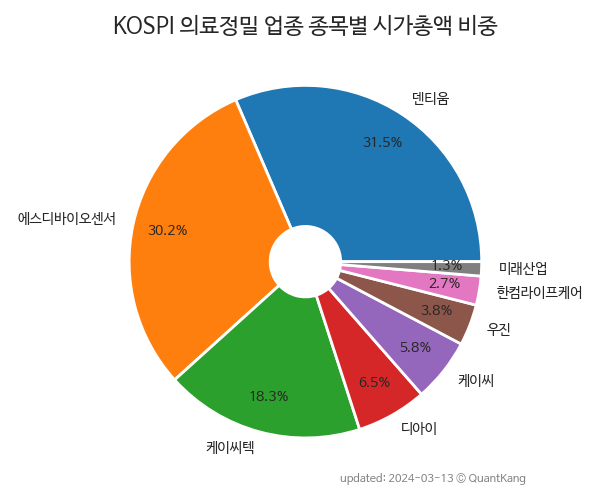 KOSPI 의료정밀 업종 종목별 시가총액 비중
덴티움
31.5%
에스디바이오센서
30.2%
미래산업
1.3%
한컴라이프케어
2.7%
우진
3.8%
케이씨
5.8%
디아이
6.5%
케이씨텍
18.3%
updated: 2024-03-13 © QuantKang